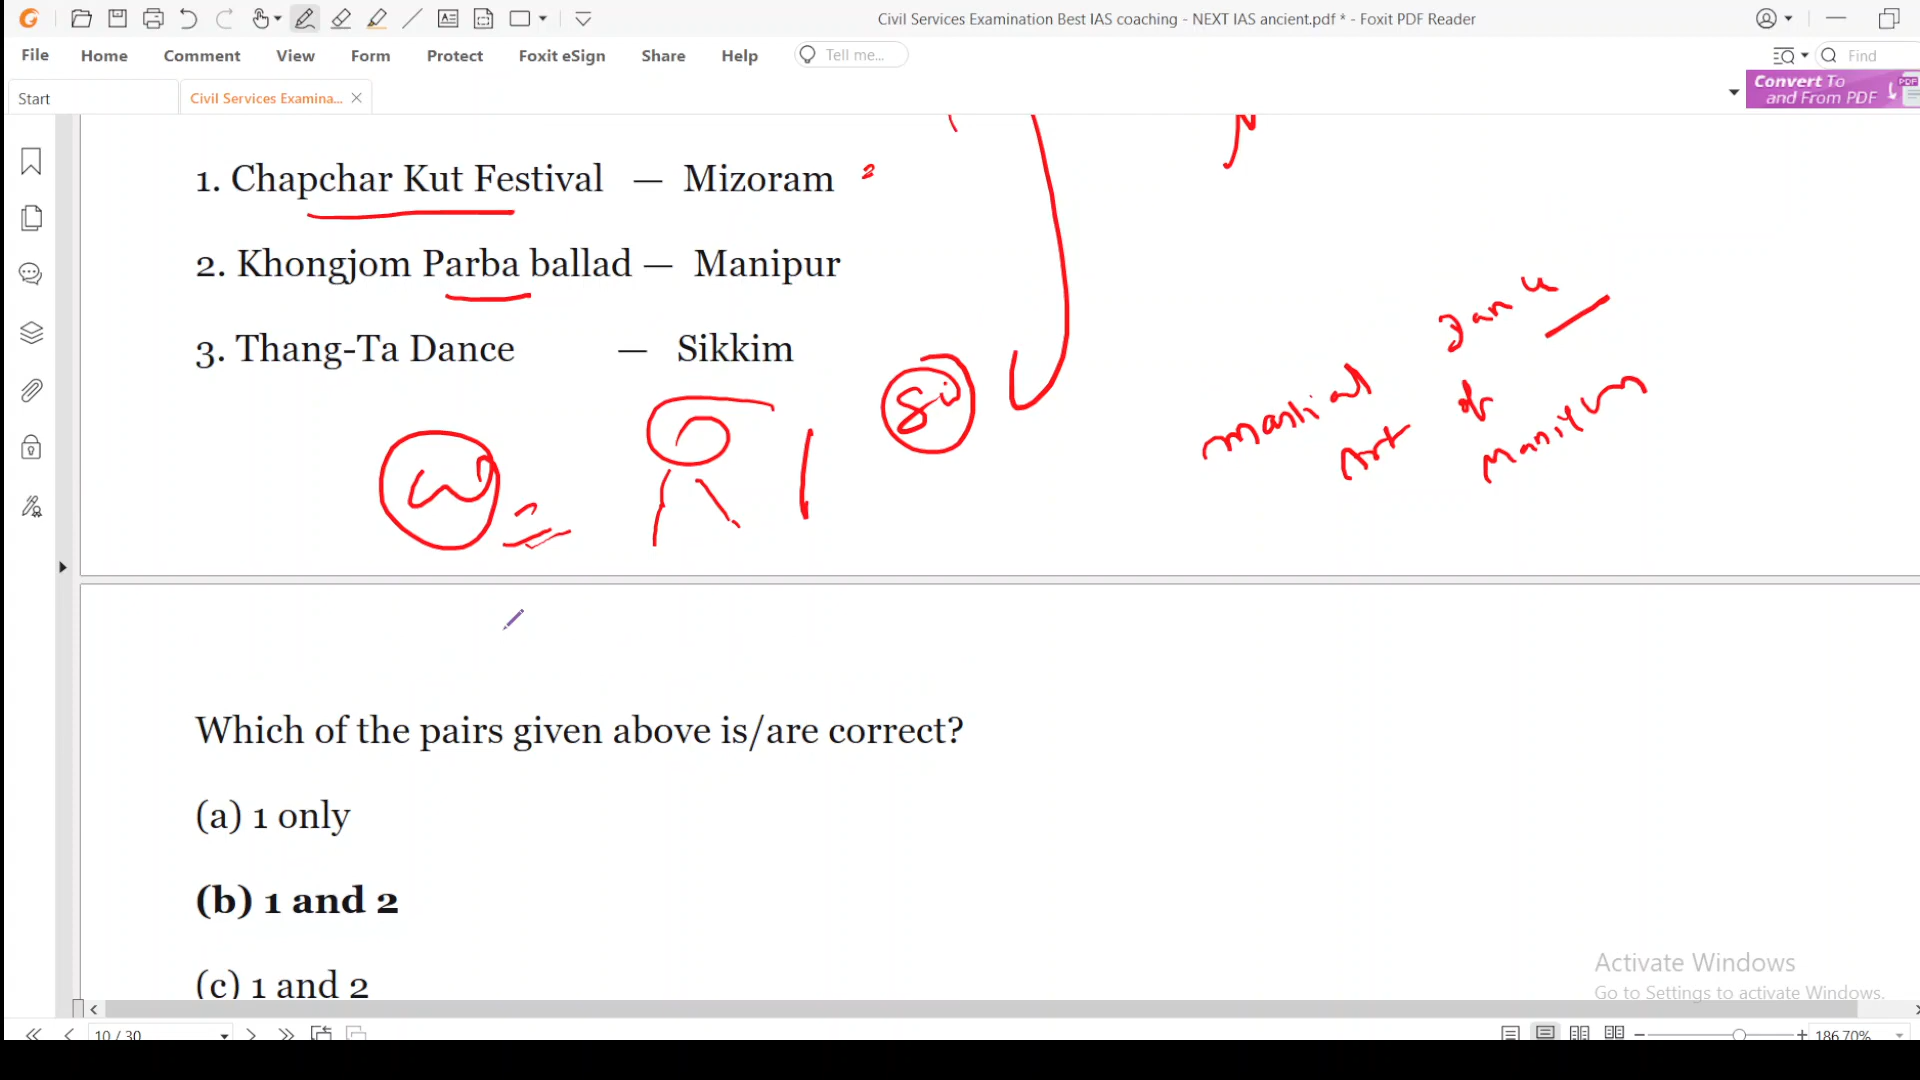 Civil Services Examination Best IAS coaching - NEXT IAS ancient.pdf * - Foxit PDF Reader
File Home Comment View Form Protect Foxit eSign Share Help Tell me... Find
Start Civil Services Examina...
Convert To
and From PDF
PDF
1. Chapchar Kut Festival — Mizoram
2. Khongjom Parba ballad — Manipur
3. Thang-Ta Dance — Sikkim
martial
Art
of
Manipur
Which of the pairs given above is/are correct?
(a) 1 only
(b) 1 and 2
(c) 1 and 2
Activate Windows
Go to Settings to activate Windows.
10 / 30
186.70%